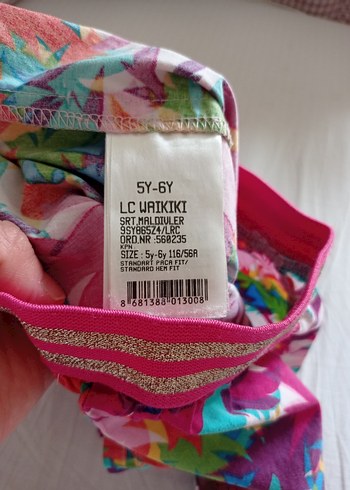 5Y-6Y
LC WAIKIKI
SRT.MALDIVLER
9SY865Z4/LRC
ORD.NR :560235
KPN
SIZE : 5y-6y 116/56A
STANDART PACA FIT/
STANDARD HEM FIT
8 681388 013008